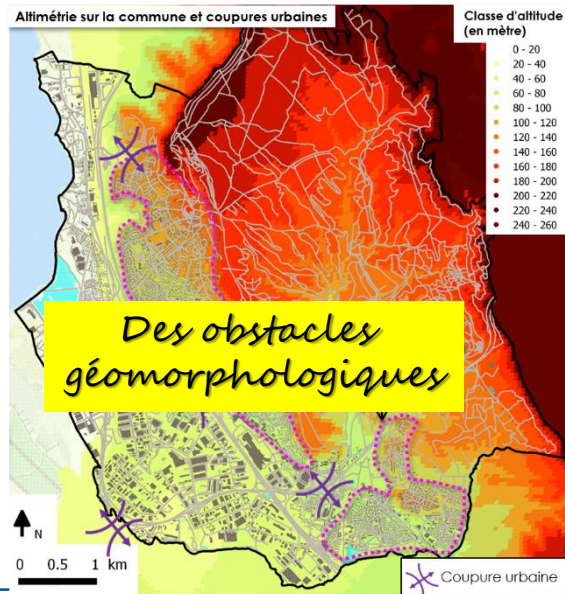 Altimétrie sur la commune et coupures urbaines
Classe d'altitude
(en mètre)
0 - 20
20 - 40
40 - 60
60 - 80
80 - 100
100 - 120
120 - 140
140 - 160
160 - 180
180 - 200
200 - 220
220 - 240
240 - 260
Des obstacles
géomorphologiques
N
0 0.5 1 km
Coupure urbaine